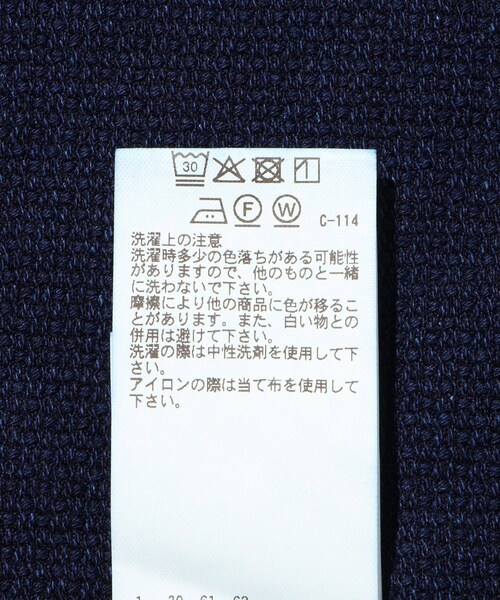 30
F W C-114
洗濯上の注意
洗濯時多少の色落ちがある可能性
がありますので、他のものと一緒
に洗わないで下さい。
摩擦により他の商品に色が移るこ
とがあります。また、白い物との
併用は避けて下さい。
洗濯の際は中性洗剤を使用して下
さい。
アイロンの際は当て布を使用して
下さい。